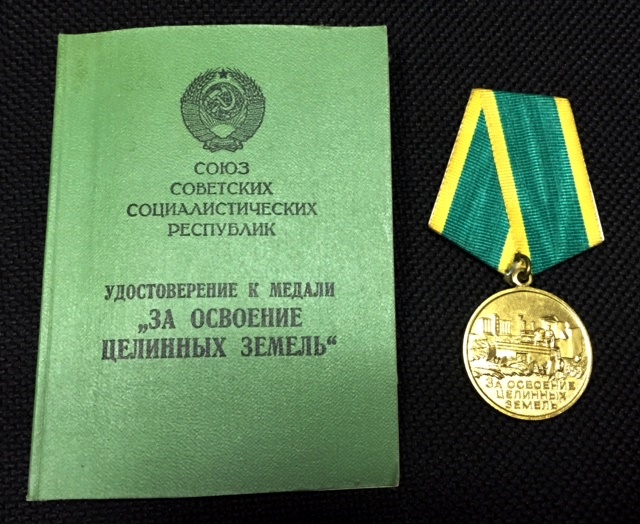 СОЮЗ
СОВЕТСКИХ
СОЦИАЛИСТИЧЕСКИХ
РЕСПУБЛИК
УДОСТОВЕРЕНИЕ К МЕДАЛИ
„ЗА ОСВОЕНИЕ
ЦЕЛИННЫХ ЗЕМЕЛЬ“
ЗА ОСВОЕНИЕ
ЦЕЛИННЫХ
ЗЕМЕЛЬ